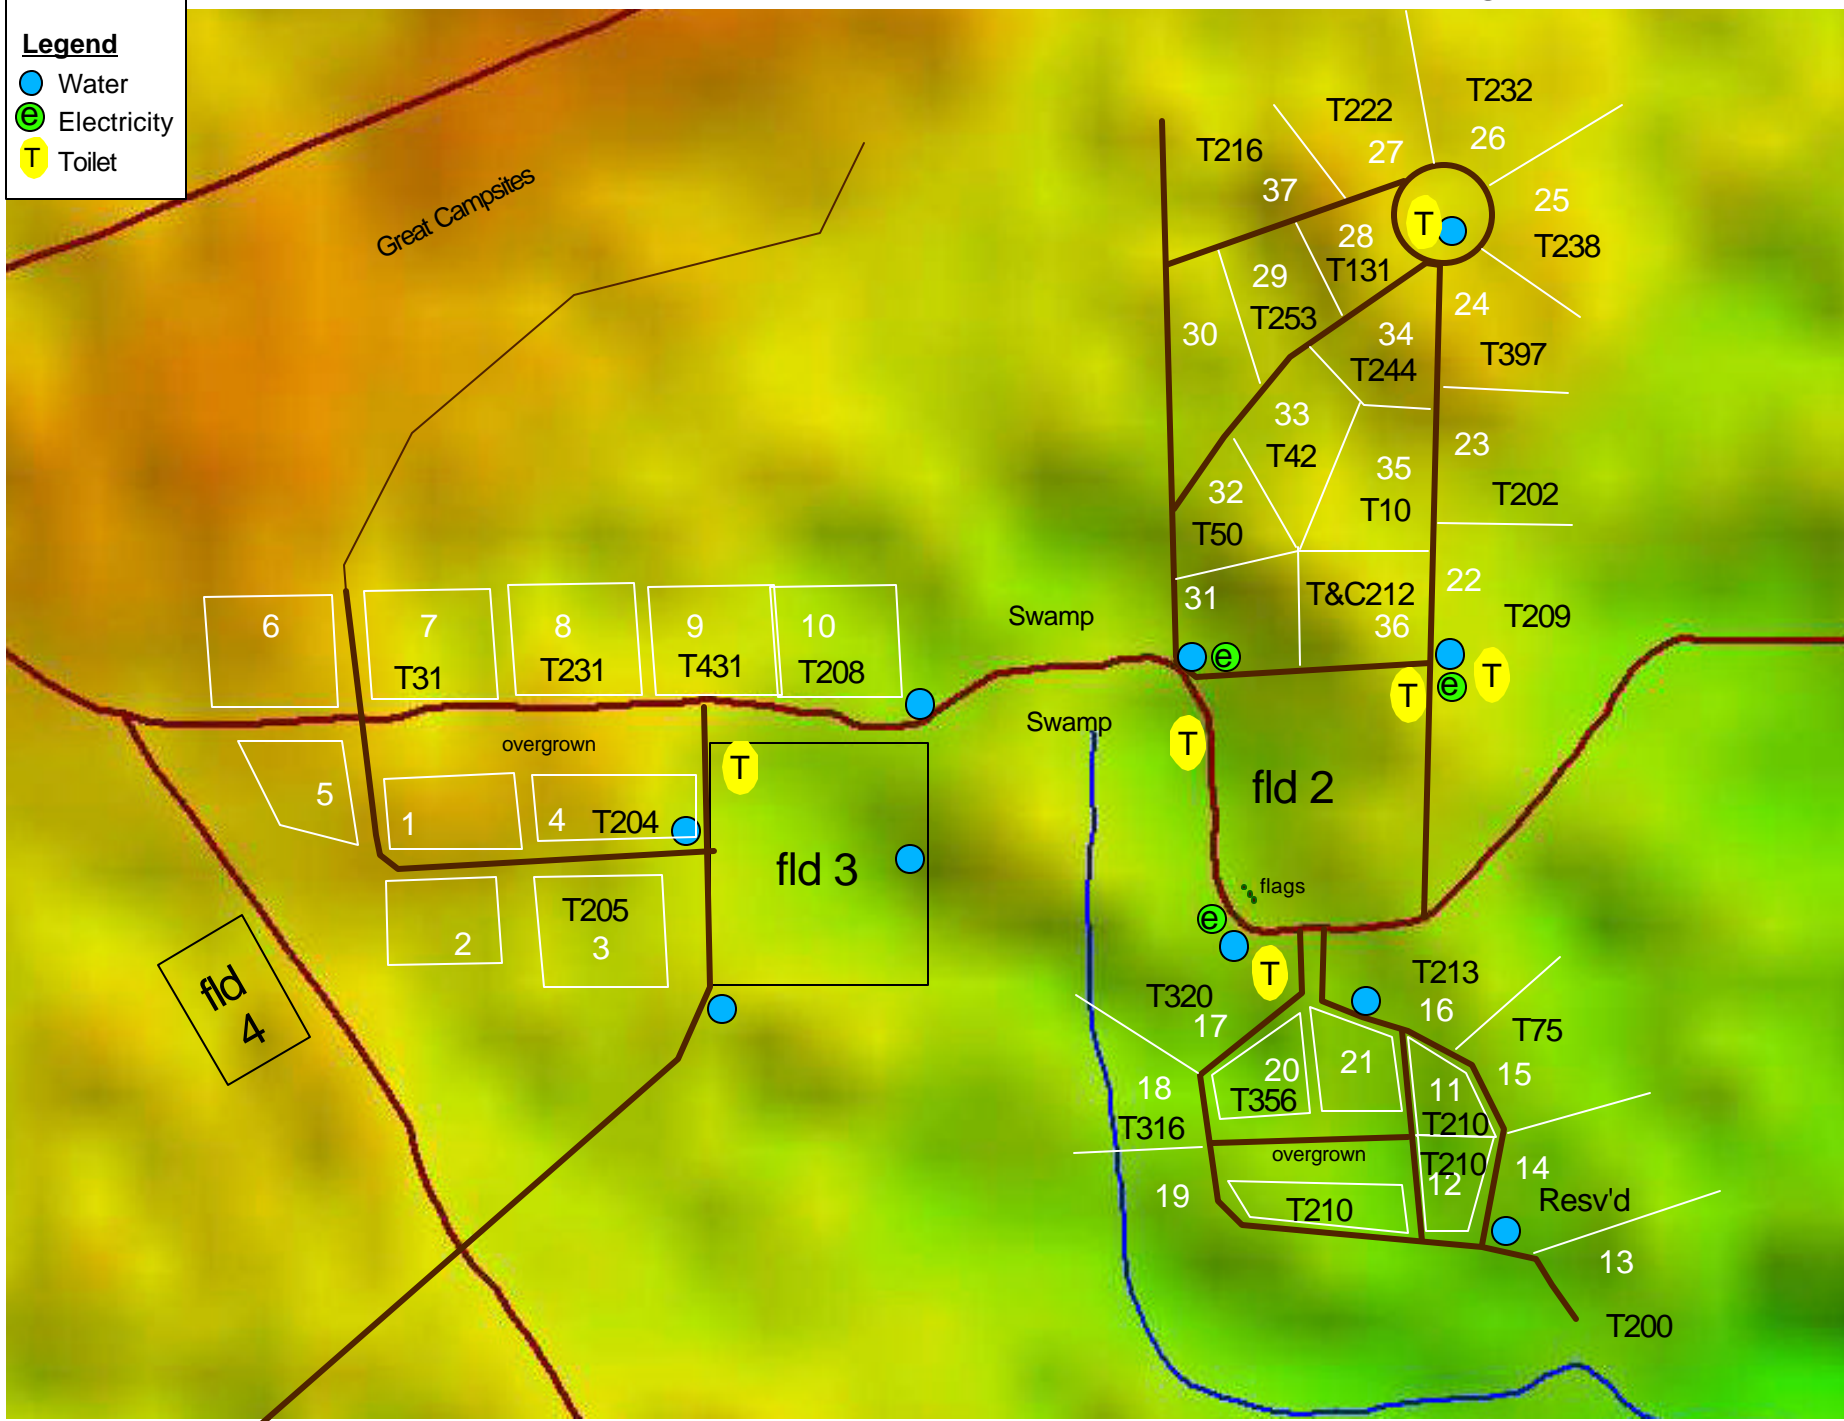 Legend
Water
e Electricity
T Toilet
Great Campsites
T232
T222
26
T216
27
37
25
T
28
T238
T131
29
24
T253
30
34
T397
T244
33
23
T42
35
32
T202
T10
T50
31
T&C212
22
36
T209
e
T
T
e
6
7
8
9
10
T31
T231
T431
T208
Swamp
Swamp
T
overgrown
T
5
1
4
T204
fld 3
fld 2
flags
T205
2
3
fld
4
e
T
T213
T320
16
17
T75
21
20
15
18
11
T356
T210
T316
overgrown
T210
14
12
19
Resv'd
T210
13
T200